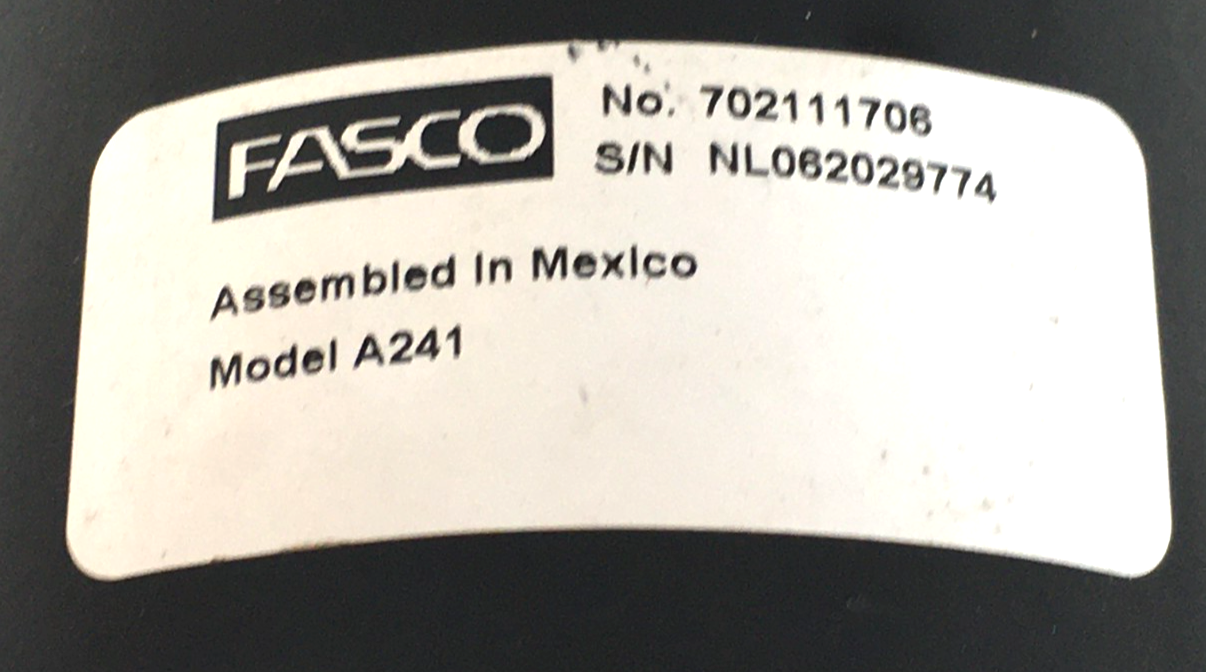 FASCO
No. 702111706
S/N NL062029774
Assembled In Mexico
Model A241